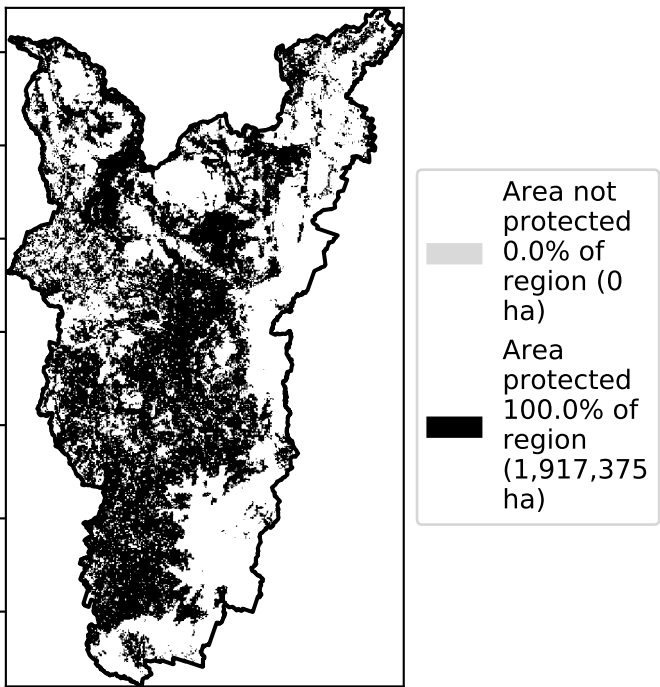 Area not
protected
0.0% of
region (0
ha)
Area
protected
100.0% of
region
(1,917,375
ha)